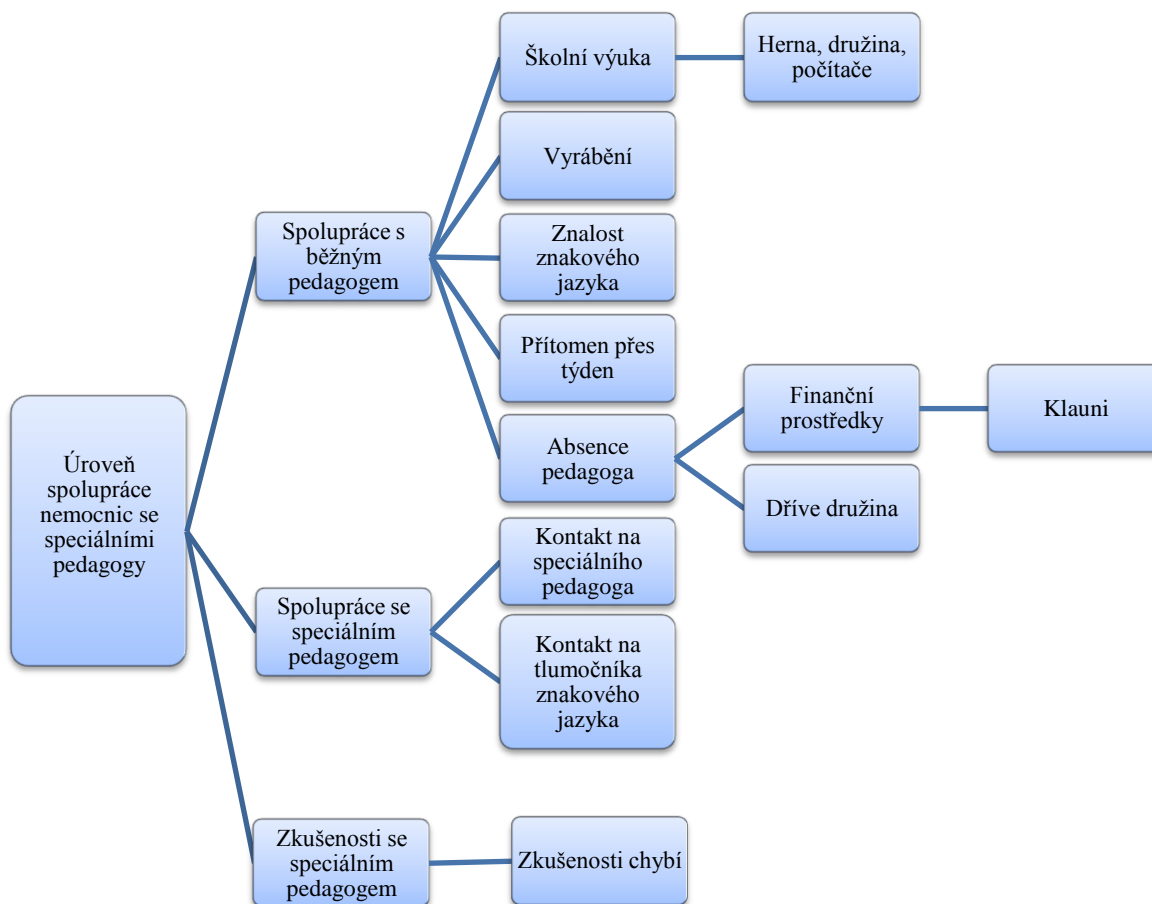 Školní výuka
Herna, družina,
počítače
Vyrábění
Spolupráce s
běžným
pedagogem
Znalost
znakového
jazyka
Přítomen přes
týden
Absence
pedagoga
Finanční
prostředky
Klauni
Dříve družina
Úroveň
spolupráce
nemocnic se
speciálními
pedagogy
Kontakt na
speciálního
pedagoga
Spolupráce se
speciálním
pedagogem
Kontakt na
tlumočníka
znakového
jazyka
Zkušenosti se
speciálním
pedagogem
Zkušenosti chybí